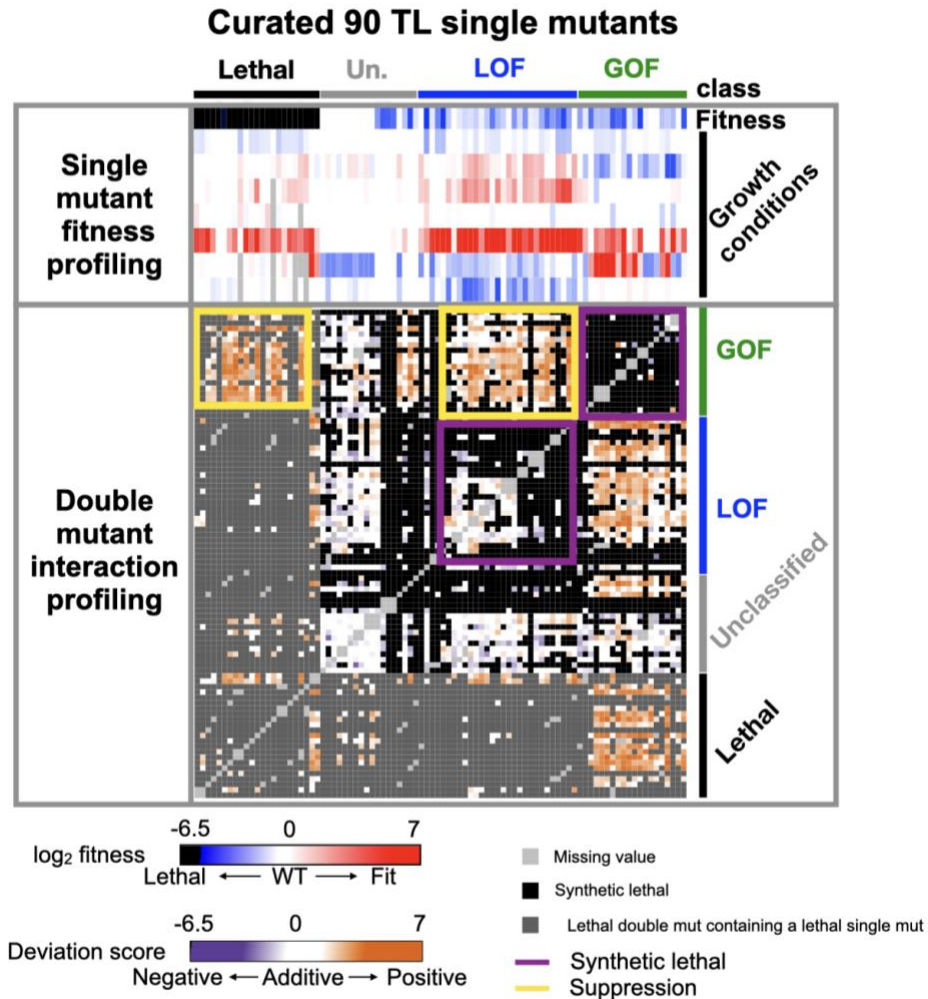 Curated 90 TL single mutants
Lethal Un. LOF GOF
class
Fitness
Single
mutant
fitness
profiling
Growth
conditions
Double
mutant
interaction
profiling
GOF
LOF
Unclassified
Lethal
-6.5 0 7
log₂ fitness
Lethal ← WT → Fit
-6.5 0 7
Deviation score
Negative ← Additive → Positive
Missing value
Synthetic lethal
Lethal double mut containing a lethal single mut
Synthetic lethal
Suppression